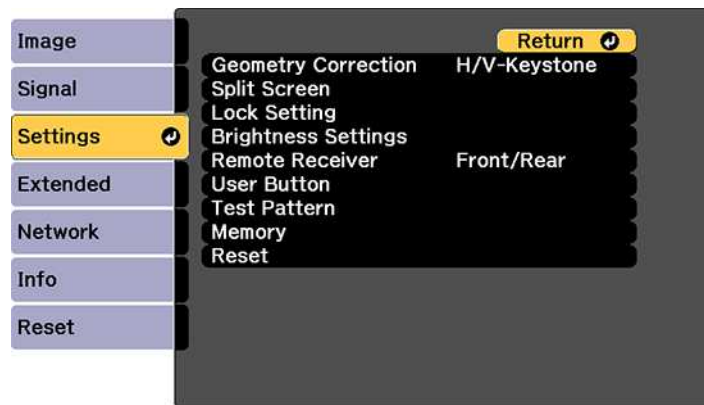 Image
Signal
Settings
Extended
Network
Info
Reset
Return
Geometry Correction H/V-Keystone
Split Screen
Lock Setting
Brightness Settings
Remote Receiver Front/Rear
User Button
Test Pattern
Memory
Reset